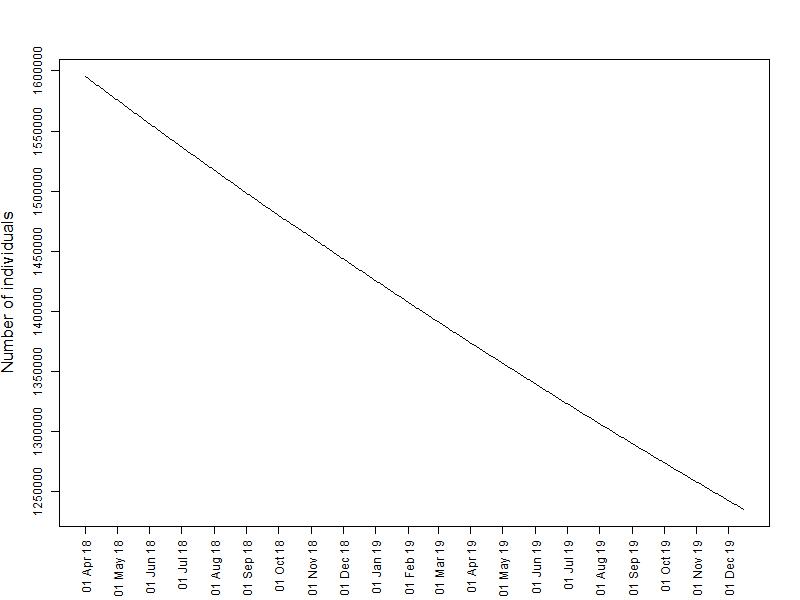 Number of individuals
1600000
1550000
1500000
1450000
1400000
1350000
1300000
1250000
01 Apr 18
01 May 18
01 Jun 18
01 Jul 18
01 Aug 18
01 Sep 18
01 Oct 18
01 Nov 18
01 Dec 18
01 Jan 19
01 Feb 19
01 Mar 19
01 Apr 19
01 May 19
01 Jun 19
01 Jul 19
01 Aug 19
01 Sep 19
01 Oct 19
01 Nov 19
01 Dec 19